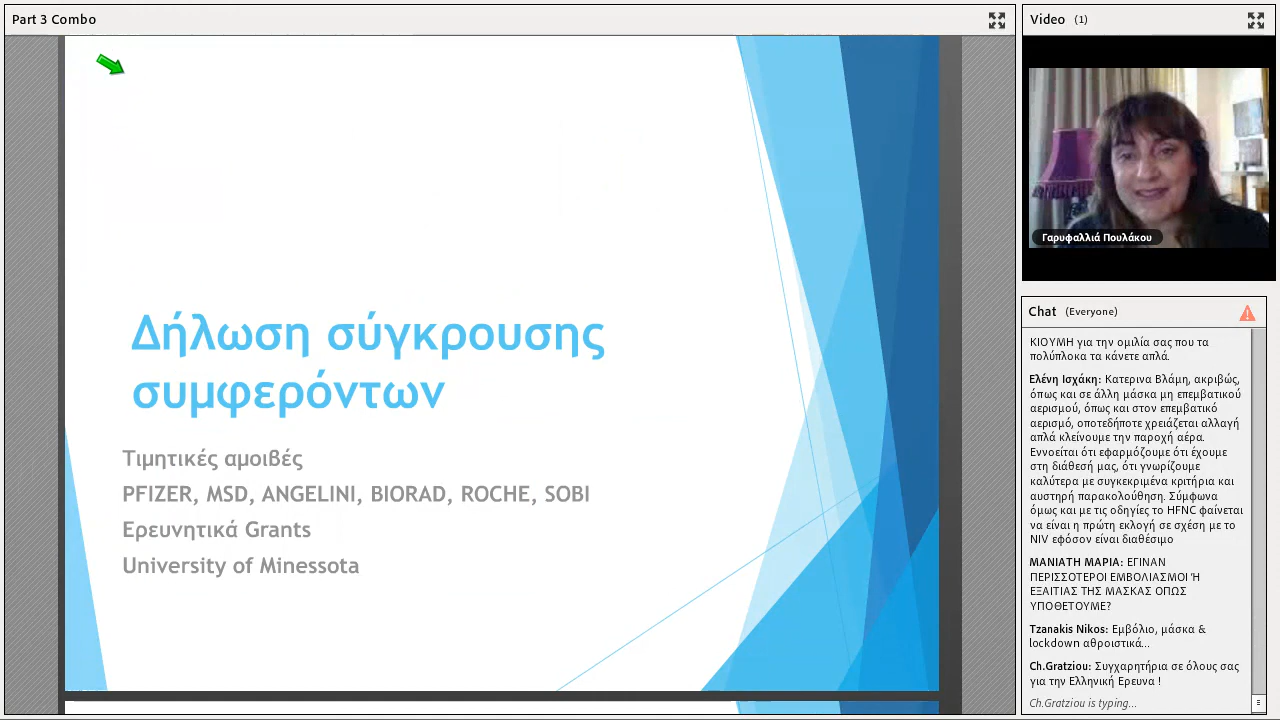 Part 3 Combo
Δήλωση σύγκρουσης
συμφερόντων
Τιμητικές αμοιβές
PFIZER, MSD, ANGELINI, BIORAD, ROCHE, SOBI
Ερευνητικά Grants
University of Minessota
Video (1)
Γαρυφαλλιά Πουλάκου
Chat (Everyone)
ΚΙΟΥΜΗ για την ομιλία σας που τα
πολύπλοκα τα κάνετε απλά.
Ελένη Ισχάκη: Κατερινα Βλάμη, ακριβώς,
όπως και σε άλλη μάσκα μη επεμβατικού
αερισμού, όπως και στον επεμβατικό
αερισμό, οποτεδήποτε χρειάζεται αλλαγή
απλά κλείνουμε την παροχή αέρα.
Εννοείται ότι εφαρμόζουμε ότι έχουμε
στη διάθεσή μας, ότι γνωρίζουμε
καλύτερα με συγκεκιμένα κριτήρια και
αυστηρή παρακολούθηση. Σύμφωνα
όμως και με τις οδηγίες το HFNC φαίνεται
να είναι η πρώτη εκλογή σε σχέση με το
NIV εφόσον είναι διαθέσιμο
ΜΑΝΙΑΤΗ ΜΑΡΙΑ: ΕΓΙΝΑΝ
ΠΕΡΙΣΣΟΤΕΡΟΙ ΕΜΒΟΛΙΑΣΜΟΙ Ή
ΕΞΑΙΤΙΑΣ ΤΗΣ ΜΑΣΚΑΣ ΟΠΩΣ
ΥΠΟΘΕΤΟΥΜΕ?
Tzanakis Nikos: Εμβόλιο, μάσκα &
lockdown αθροιστικά...
Ch.Gratziou: Συγχαρητήρια σε όλους σας
για την Ελληνική Ερευνα !
Ch.Gratziou is typing...